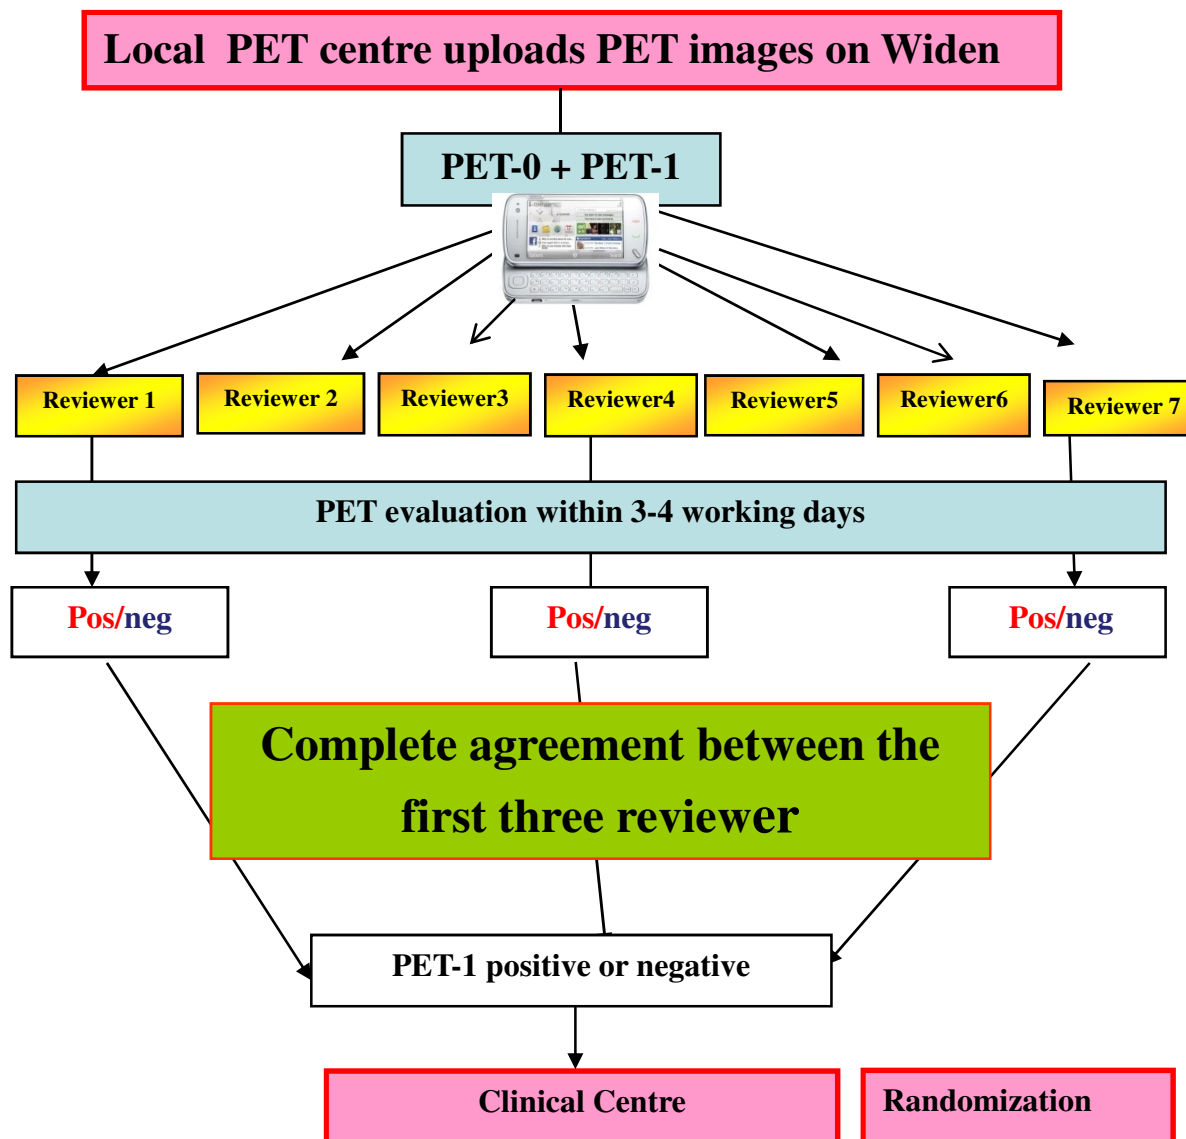 Local PET centre uploads PET images on Widen
PET-0 + PET-1
Reviewer 1
Reviewer 2
Reviewer3
Reviewer4
Reviewer5
Reviewer6
Reviewer 7
PET evaluation within 3-4 working days
Pos/neg
Pos/neg
Pos/neg
Complete agreement between the
first three reviewer
PET-1 positive or negative
Clinical Centre
Randomization